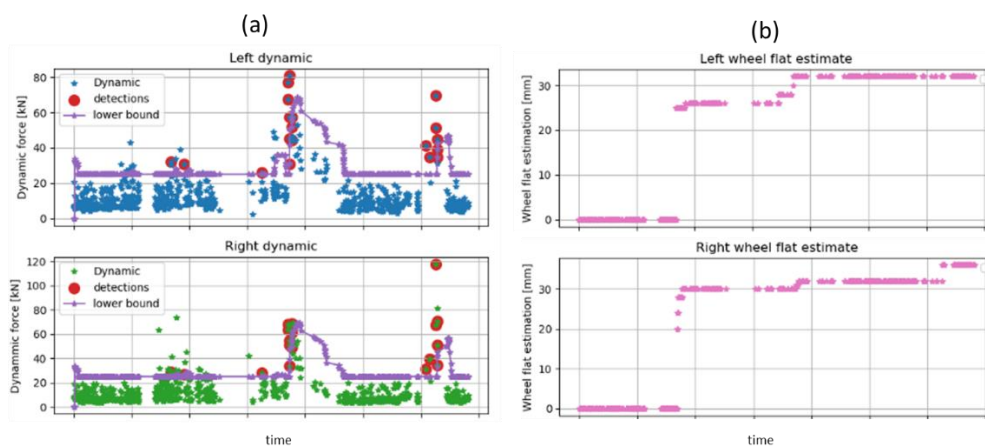 (a)
Left dynamic
Dynamic force [kN]
80
60
40
20
0
Dynamic
detections
lower bound
Right dynamic
Dynammic force [kN]
120
100
80
60
40
20
0
Dynamic
detections
lower bound
time
(b)
Left wheel flat estimate
Wheel flat estimation [mm]
30
20
10
0
Right wheel flat estimate
Wheel flat estimation [mm]
30
20
10
0
time